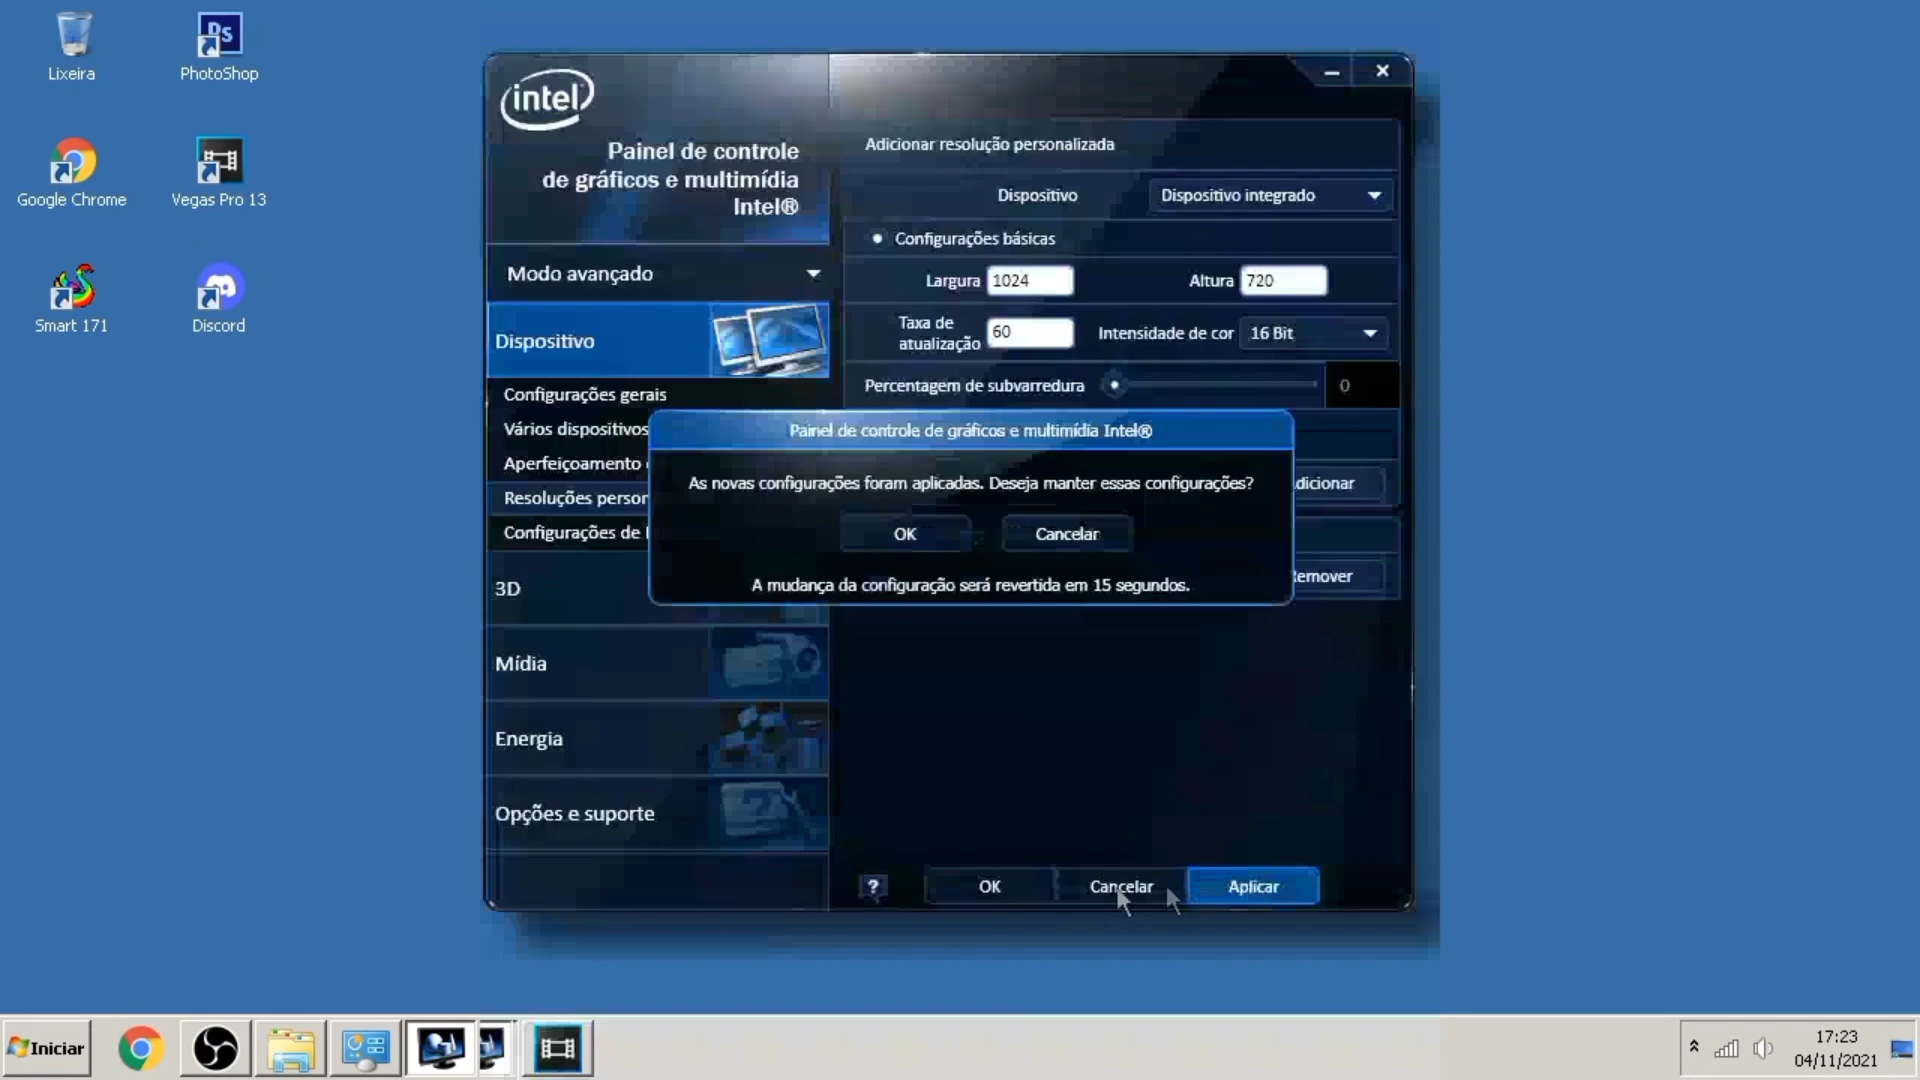 Lixeira
PhotoShop
Google Chrome
Vegas Pro 13
Smart 171
Discord
Ps
intel
Painel de controle
de gráficos e multimídia
Intel®
Modo avançado
Dispositivo
Configurações gerais
Vários dispositivos
Aperfeiçoamento
Resoluções person
Configurações de
3D
Mídia
Energia
Opções e suporte
Adicionar resolução personalizada
Dispositivo
Dispositivo integrado
Configurações básicas
Largura 1024
Altura 720
Taxa de
atualização 60
Intensidade de cor 16 Bit
Percentagem de subvarredura
0
Painel de controle de gráficos e multimídia Intel®
As novas configurações foram aplicadas. Deseja manter essas configurações?
OK
Cancelar
A mudança da configuração será revertida em 15 segundos.
dicionar
Remover
?
OK
Cancelar
Aplicar
Iniciar
17:23
04/11/2021